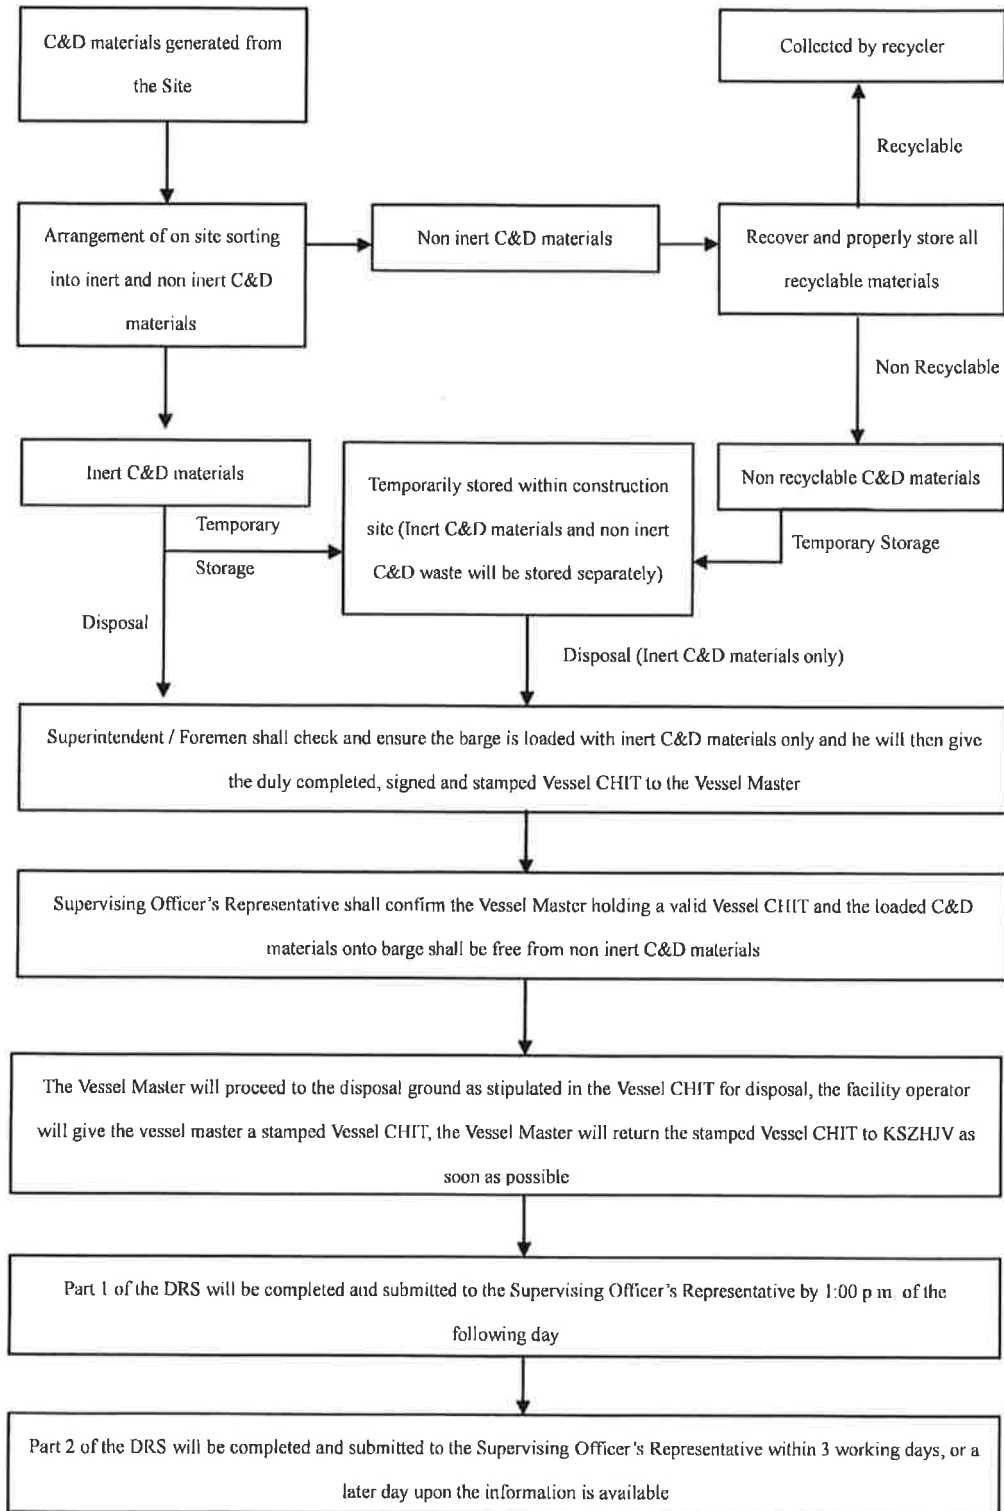 C&D materials generated from
the Site
Collected by recycler
Recyclable
Arrangement of on site sorting
into inert and non inert C&D
materials
Non inert C&D materials
Recover and properly store all
recyclable materials
Non Recyclable
Inert C&D materials
Temporarily stored within construction
site (Inert C&D materials and non inert
C&D waste will be stored separately)
Non recyclable C&D materials
Temporary
Storage
Temporary Storage
Disposal
Disposal (Inert C&D materials only)
Superintendent / Foremen shall check and ensure the barge is loaded with inert C&D materials only and he will then give
the duly completed, signed and stamped Vessel CHIT to the Vessel Master
Supervising Officer's Representative shall confirm the Vessel Master holding a valid Vessel CHIT and the loaded C&D
materials onto barge shall be free from non inert C&D materials
The Vessel Master will proceed to the disposal ground as stipulated in the Vessel CHIT for disposal, the facility operator
will give the vessel master a stamped Vessel CHIT, the Vessel Master will return the stamped Vessel CHIT to KSZHJV as
soon as possible
Part 1 of the DRS will be completed and submitted to the Supervising Officer's Representative by 1:00 p m. of the
following day
Part 2 of the DRS will be completed and submitted to the Supervising Officer's Representative within 3 working days, or a
later day upon the information is available